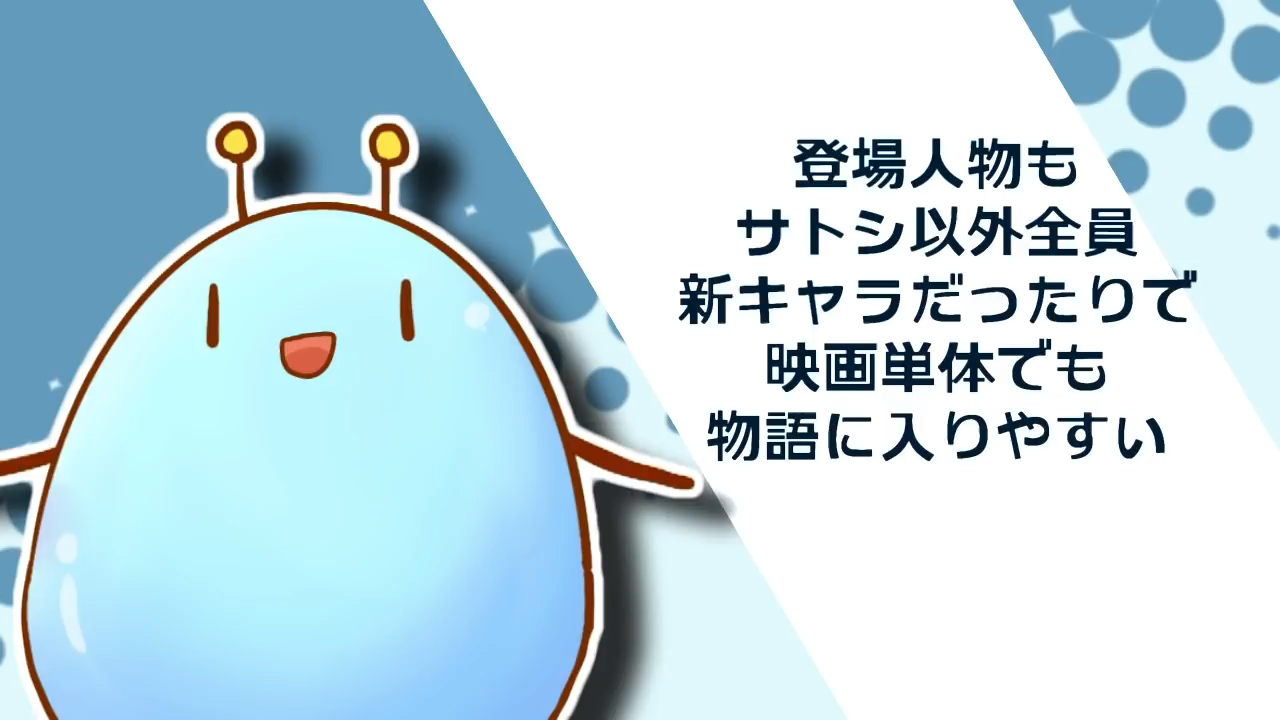 登場人物も
サトシ以外全員
新キャラだったりで
映画単体でも
物語に入りやすい